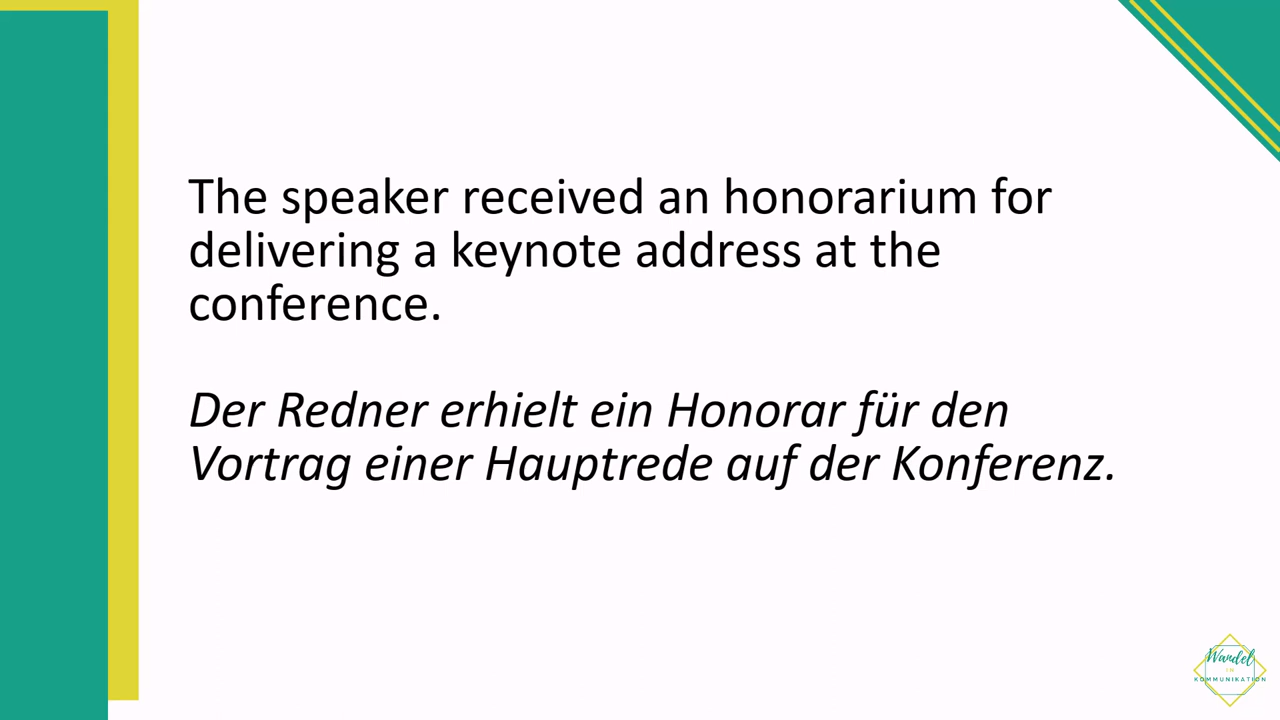 The speaker received an honorarium for
delivering a keynote address at the
conference.
Der Redner erhielt ein Honorar für den
Vortrag einer Hauptrede auf der Konferenz.
Wandel
IN
KOMMUNIKATION